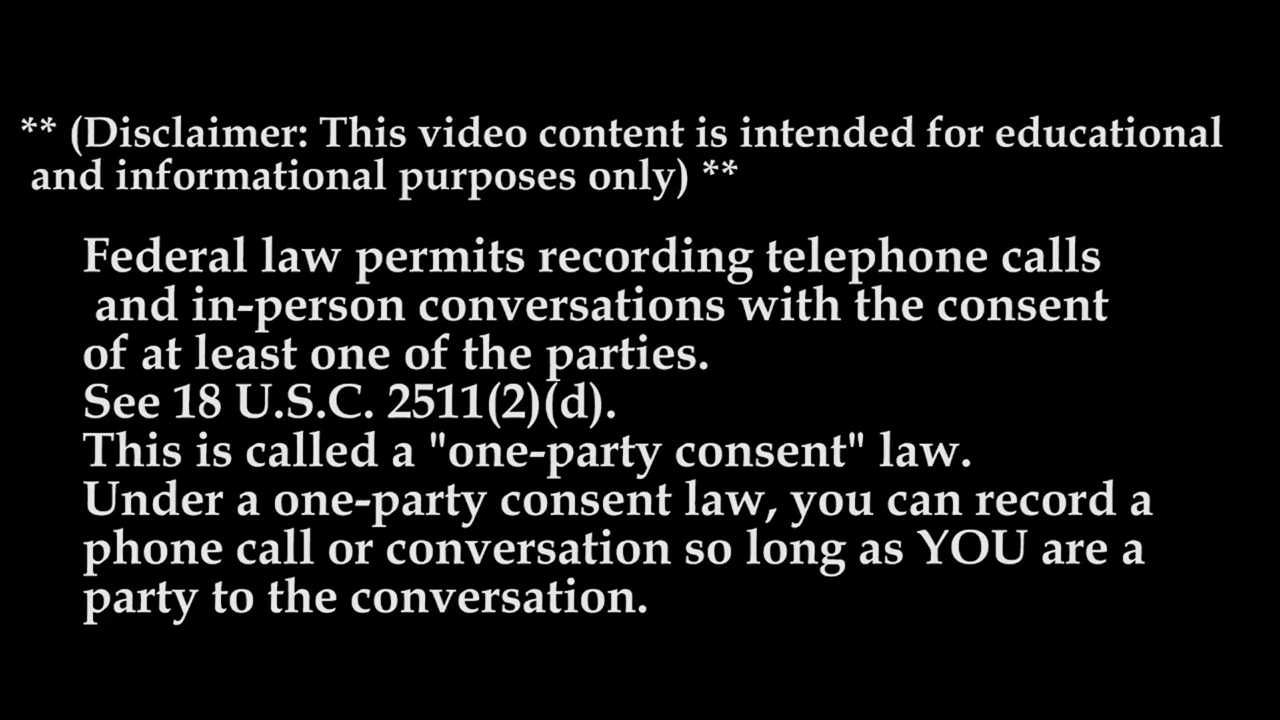 ** (Disclaimer: This video content is intended for educational
and informational purposes only) **
Federal law permits recording telephone calls
and in-person conversations with the consent
of at least one of the parties.
See 18 U.S.C. 2511(2)(d).
This is called a "one-party consent" law.
Under a one-party consent law, you can record a
phone call or conversation so long as YOU are a
party to the conversation.